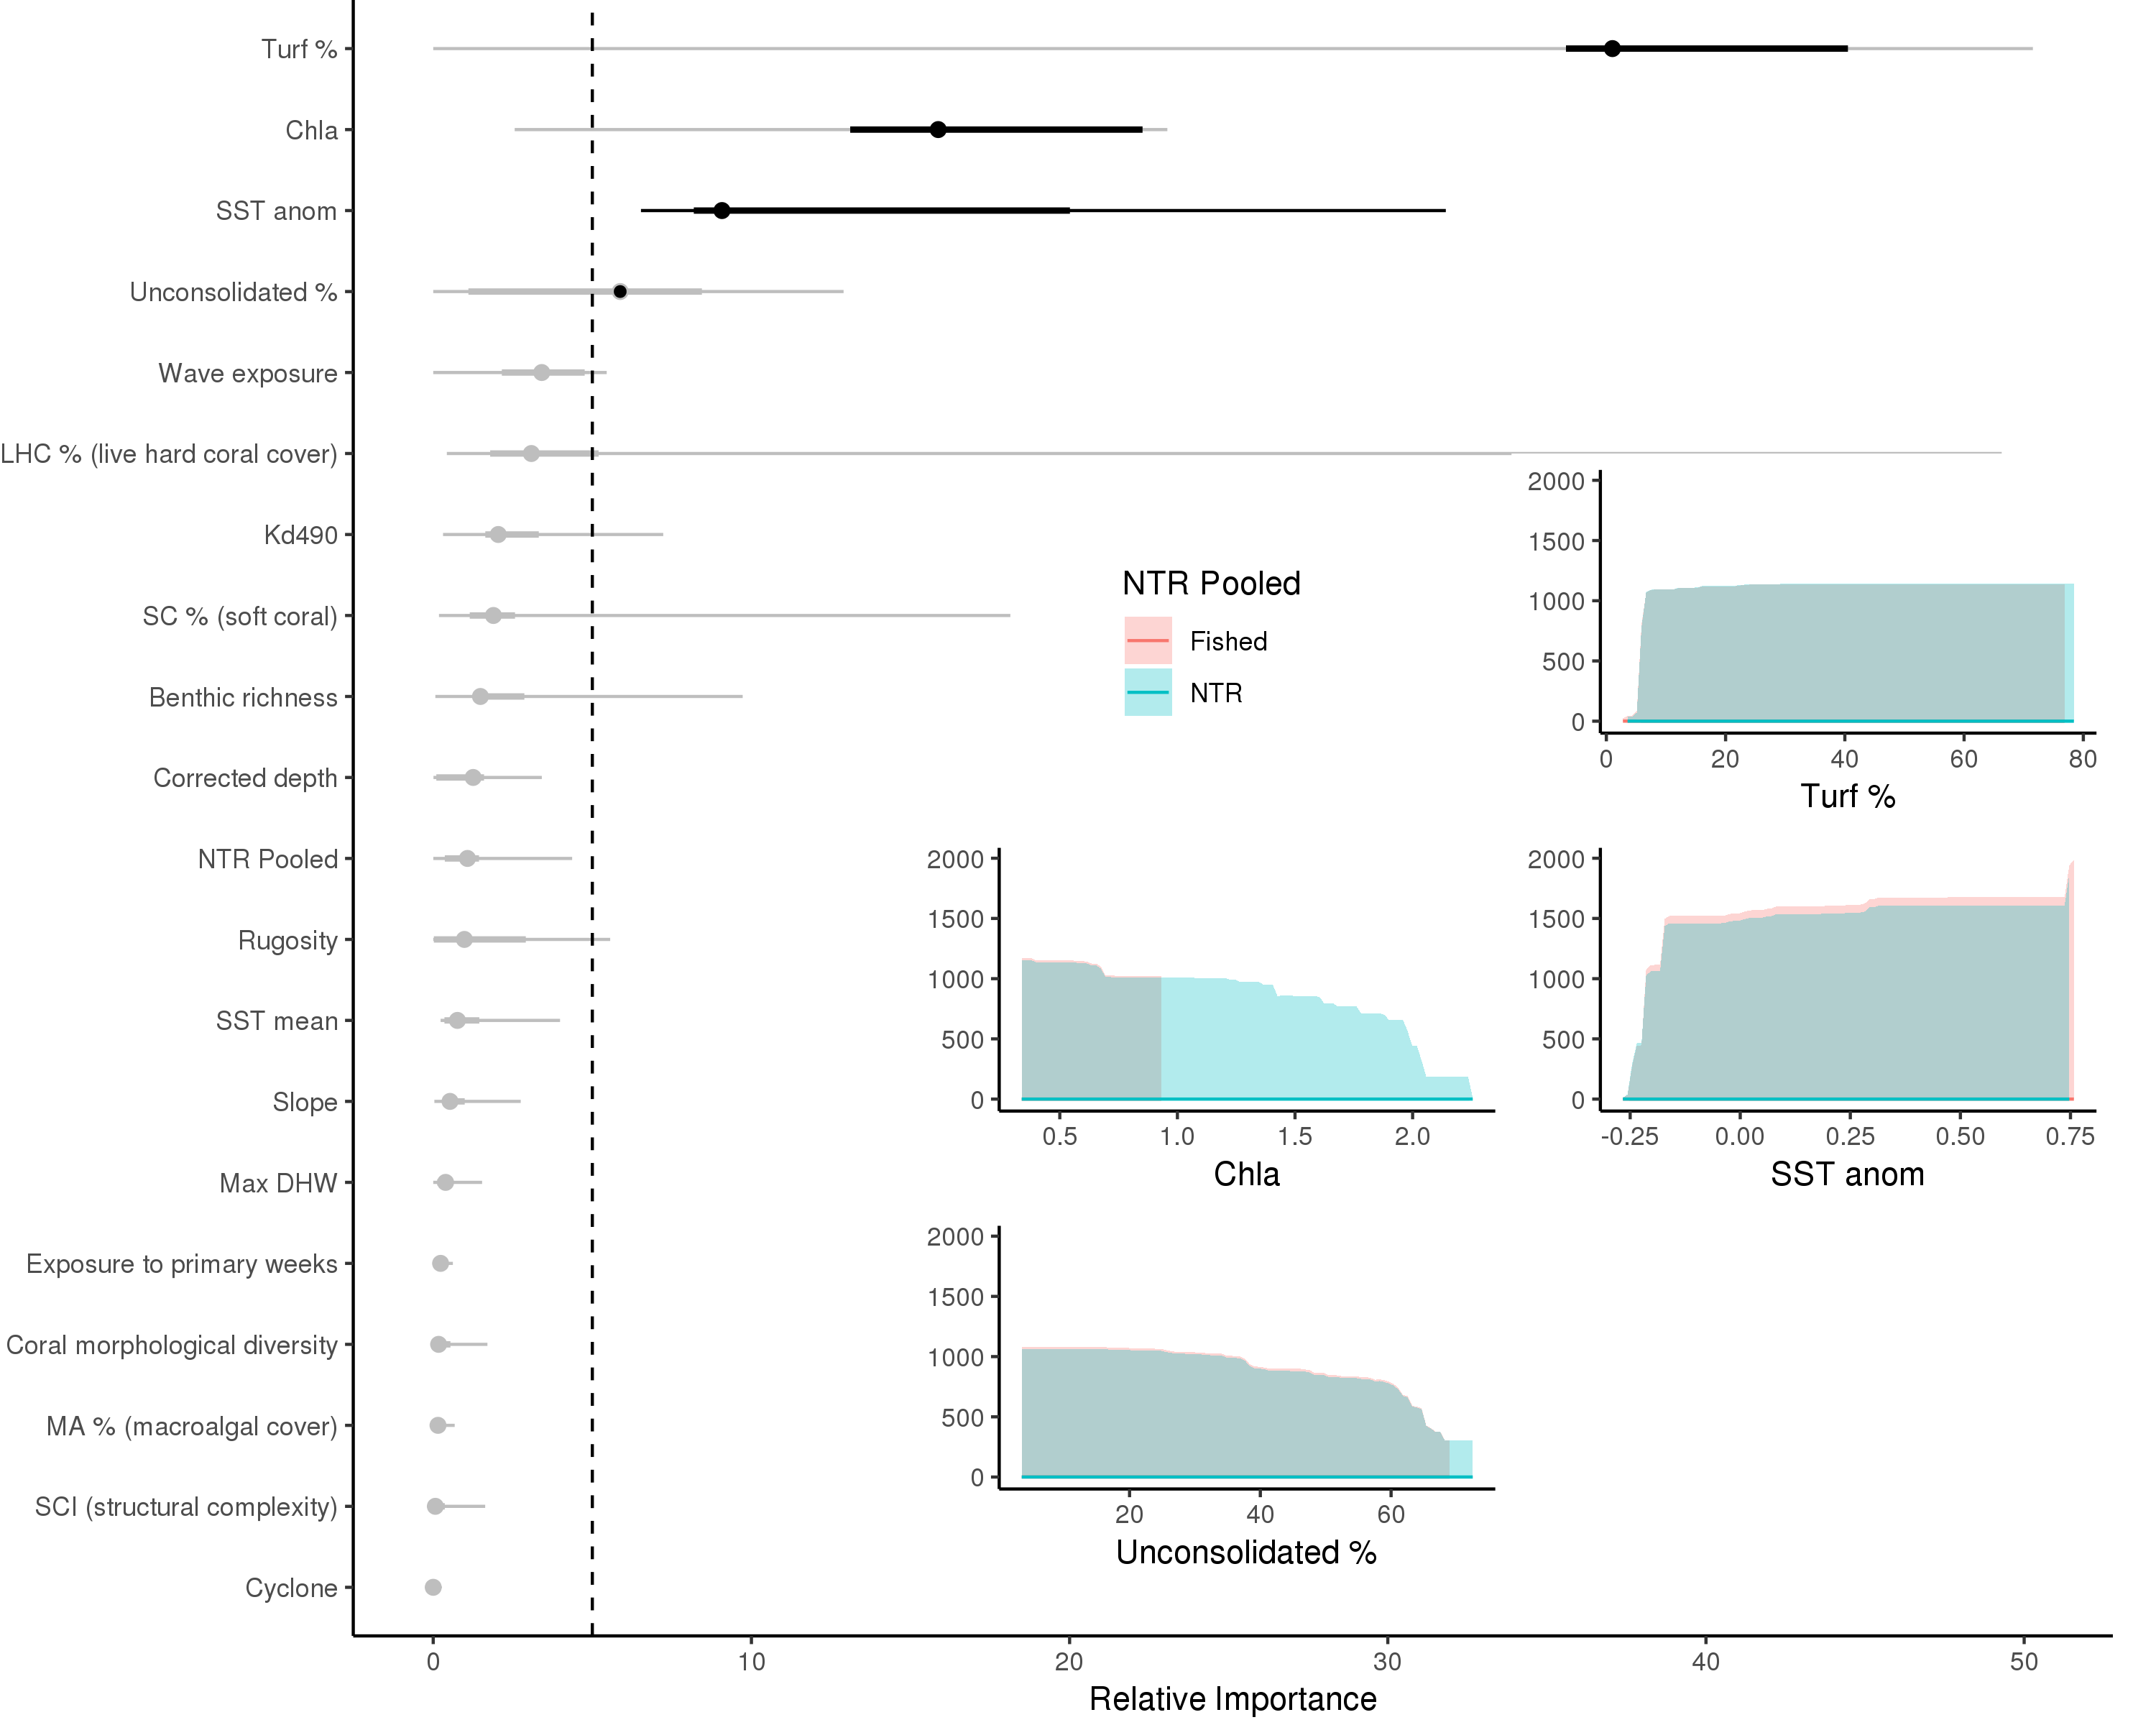 Turf %
Chla
SST anom
Unconsolidated %
Wave exposure
LHC % (live hard coral cover)
Kd490
SC % (soft coral)
Benthic richness
Corrected depth
NTR Pooled
Rugosity
SST mean
Slope
Max DHW
Exposure to primary weeks
Coral morphological diversity
MA % (macroalgal cover)
SCI (structural complexity)
Cyclone
0 10 20 30 40 50
Relative Importance
NTR Pooled
Fished
NTR
2000
1500
1000
500
0
0 20 40 60 80
Turf %
2000
1500
1000
500
0
0.5 1.0 1.5 2.0
Chla
2000
1500
1000
500
0
-0.25 0.00 0.25 0.50 0.75
SST anom
2000
1500
1000
500
0
20 40 60
Unconsolidated %